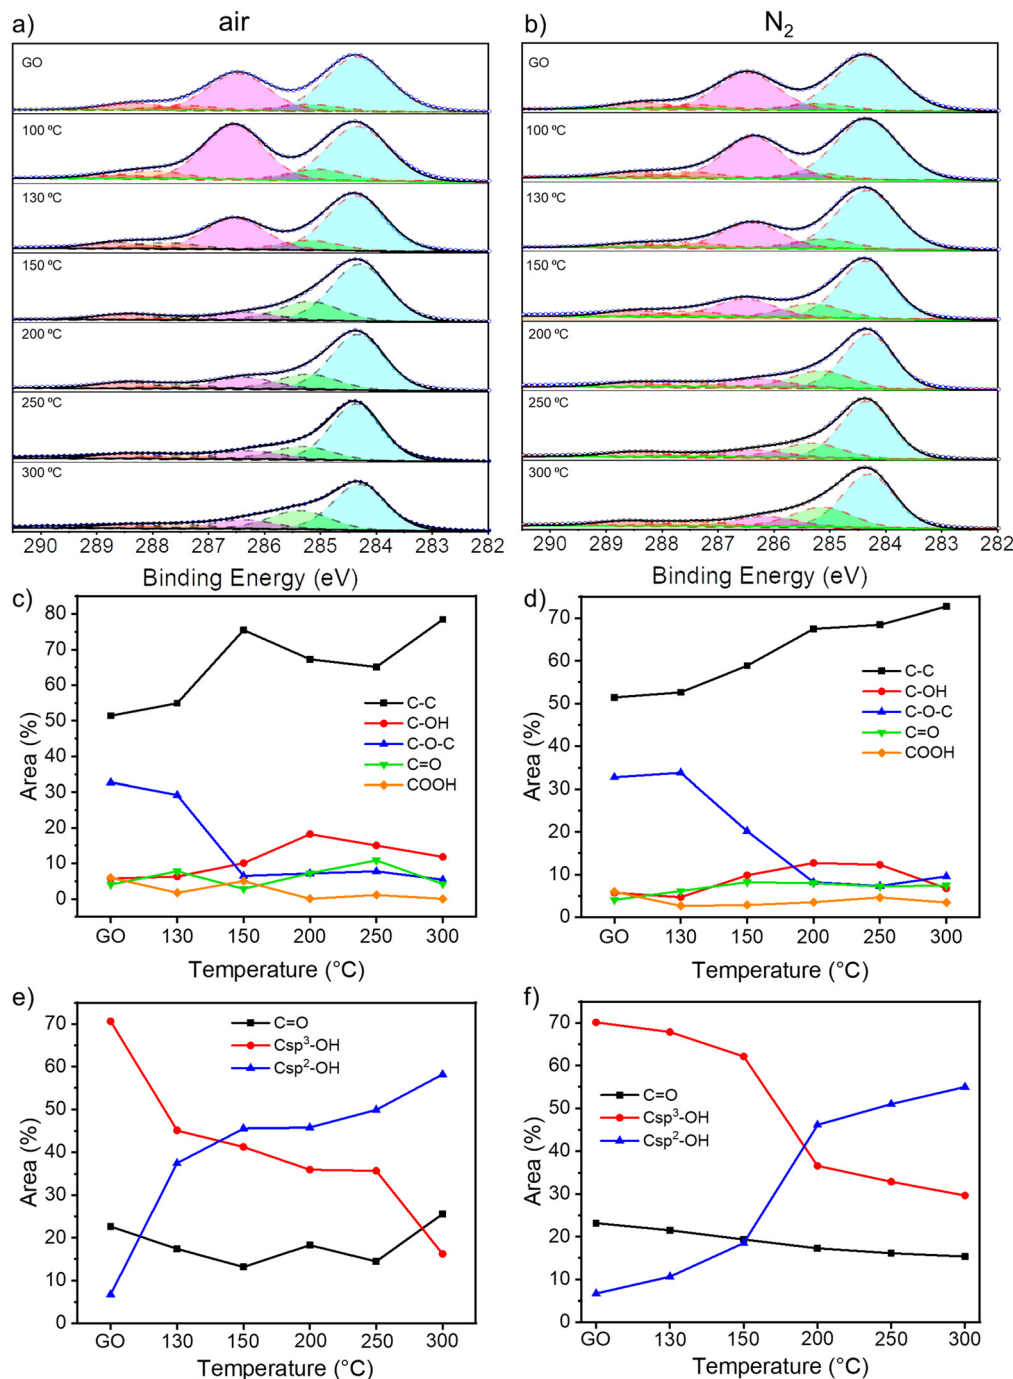 a) air
GO
100 ºC
130 ºC
150 ºC
200 ºC
250 ºC
300 ºC
290 289 288 287 286 285 284 283 282
Binding Energy (eV)
b) N₂
GO
100 ºC
130 ºC
150 ºC
200 ºC
250 ºC
300 ºC
290 289 288 287 286 285 284 283 282
Binding Energy (eV)
c)
80
70
60
50
40
30
20
10
0
Area (%)
C-C
C-OH
C-O-C
C=O
COOH
GO 130 150 200 250 300
Temperature (°C)
d)
70
60
50
40
30
20
10
0
Area (%)
C-C
C-OH
C-O-C
C=O
COOH
GO 130 150 200 250 300
Temperature (°C)
e)
70
60
50
40
30
20
10
0
Area (%)
C=O
Csp³-OH
Csp²-OH
GO 130 150 200 250 300
Temperature (°C)
f)
70
60
50
40
30
20
10
0
Area (%)
C=O
Csp³-OH
Csp²-OH
GO 130 150 200 250 300
Temperature (°C)